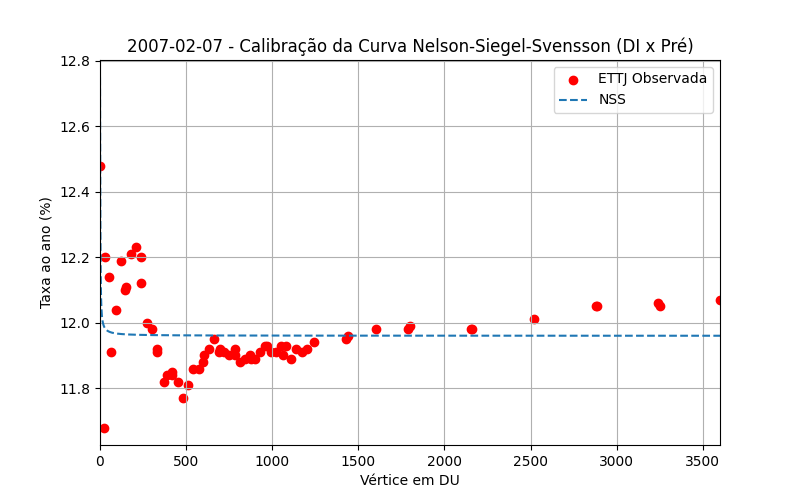 2007-02-07 - Calibração da Curva Nelson-Siegel-Svensson (DI x Pré)
ETTJ Observada
NSS
Taxa ao ano (%)
12.8
12.6
12.4
12.2
12.0
11.8
0 500 1000 1500 2000 2500 3000 3500
Vértice em DU